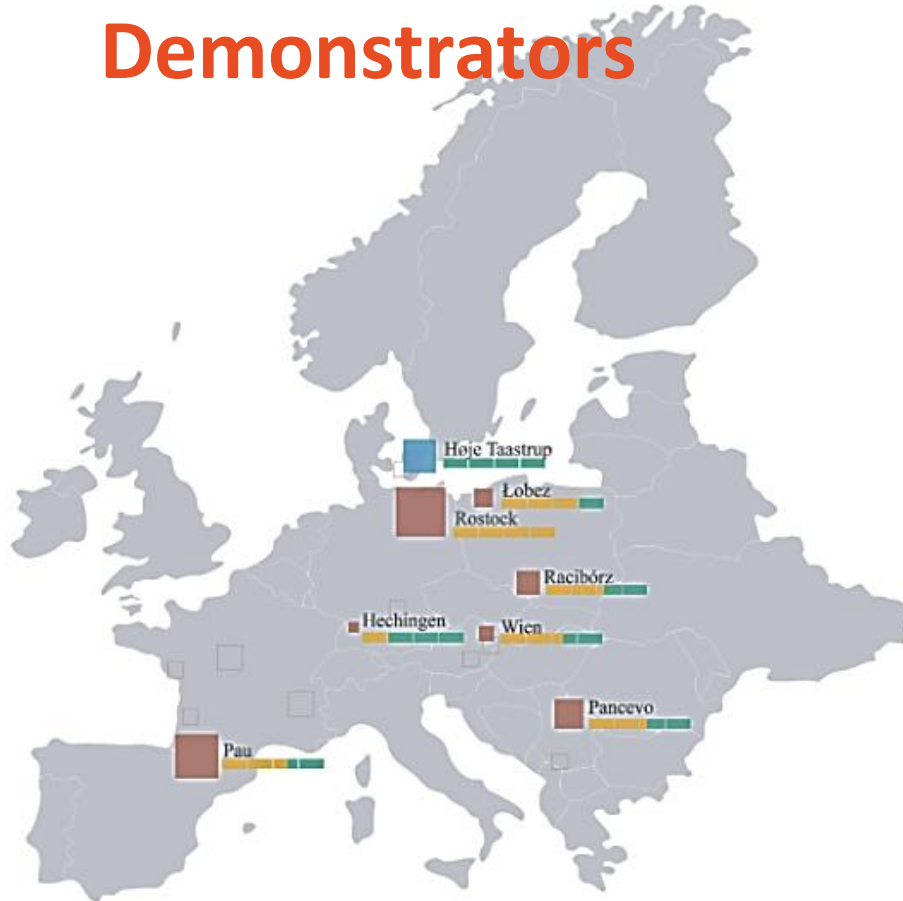 Demonstrators
Høje Taastrup
Łobez
Rostock
Racibórz
Hechingen
Wien
Pancevo
Pau